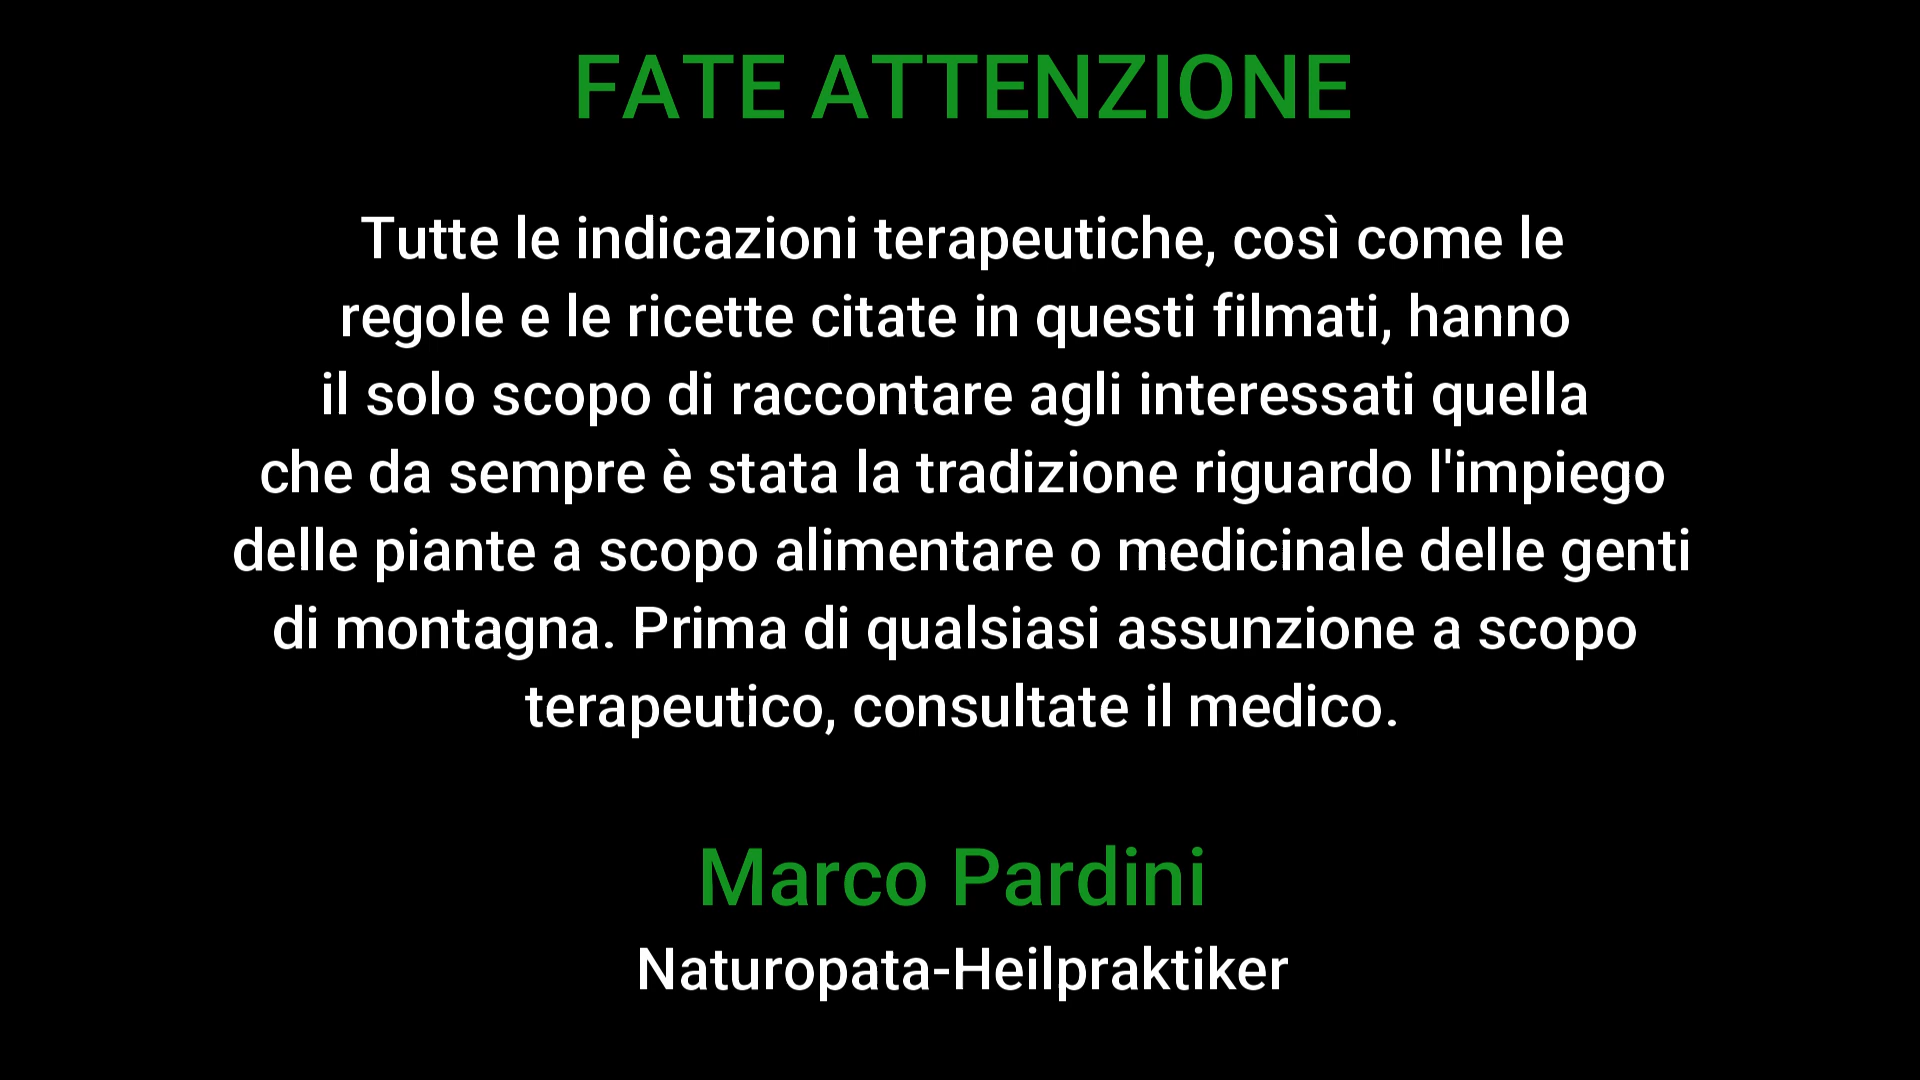 FATE ATTENZIONE
Tutte le indicazioni terapeutiche, così come le
regole e le ricette citate in questi filmati, hanno
il solo scopo di raccontare agli interessati quella
che da sempre è stata la tradizione riguardo l'impiego
delle piante a scopo alimentare o medicinale delle genti
di montagna. Prima di qualsiasi assunzione a scopo
terapeutico, consultate il medico.
Marco Pardini
Naturopata-Heilpraktiker